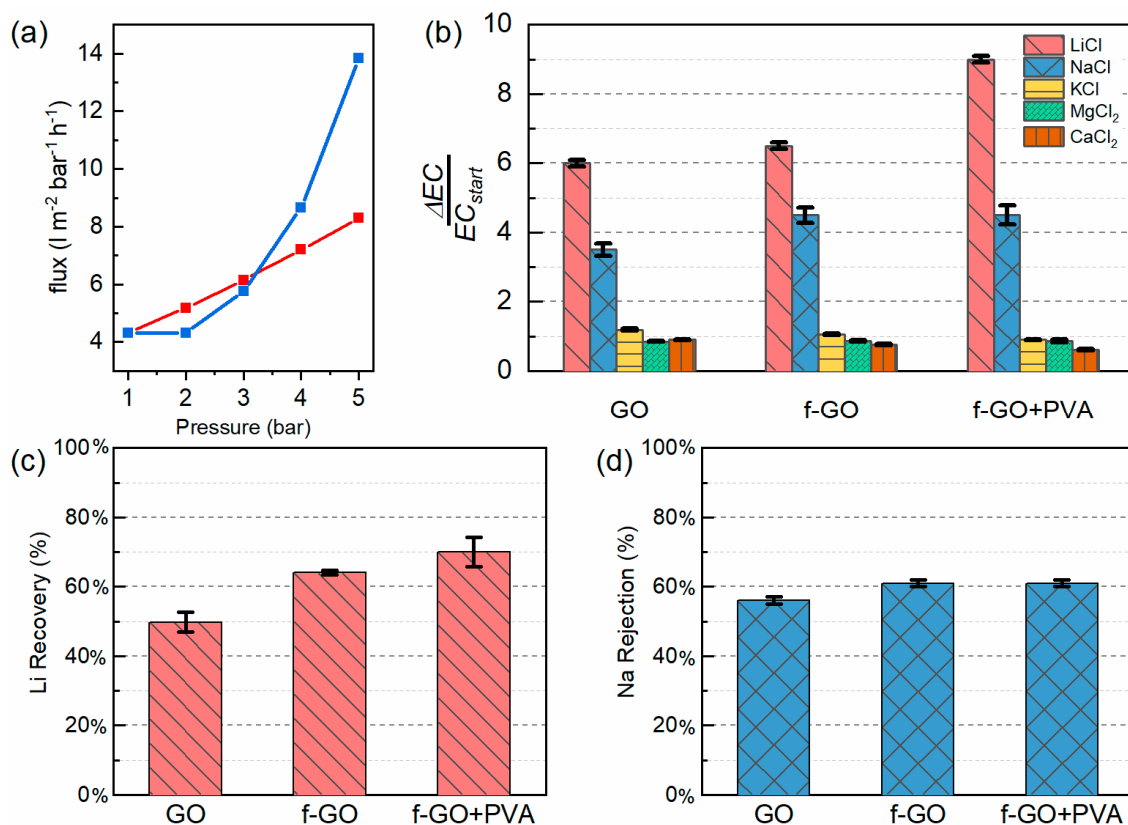 (a)
14
12
10
8
6
4
flux (l m⁻² bar⁻¹ h⁻¹)
1 2 3 4 5
Pressure (bar)
(b)
10
8
6
4
2
0
ΔEC
EC_start
LiCl
NaCl
KCl
MgCl₂
CaCl₂
GO f-GO f-GO+PVA
(c)
100%
80%
60%
40%
20%
0%
Li Recovery (%)
GO f-GO f-GO+PVA
(d)
100%
80%
60%
40%
20%
0%
Na Rejection (%)
GO f-GO f-GO+PVA